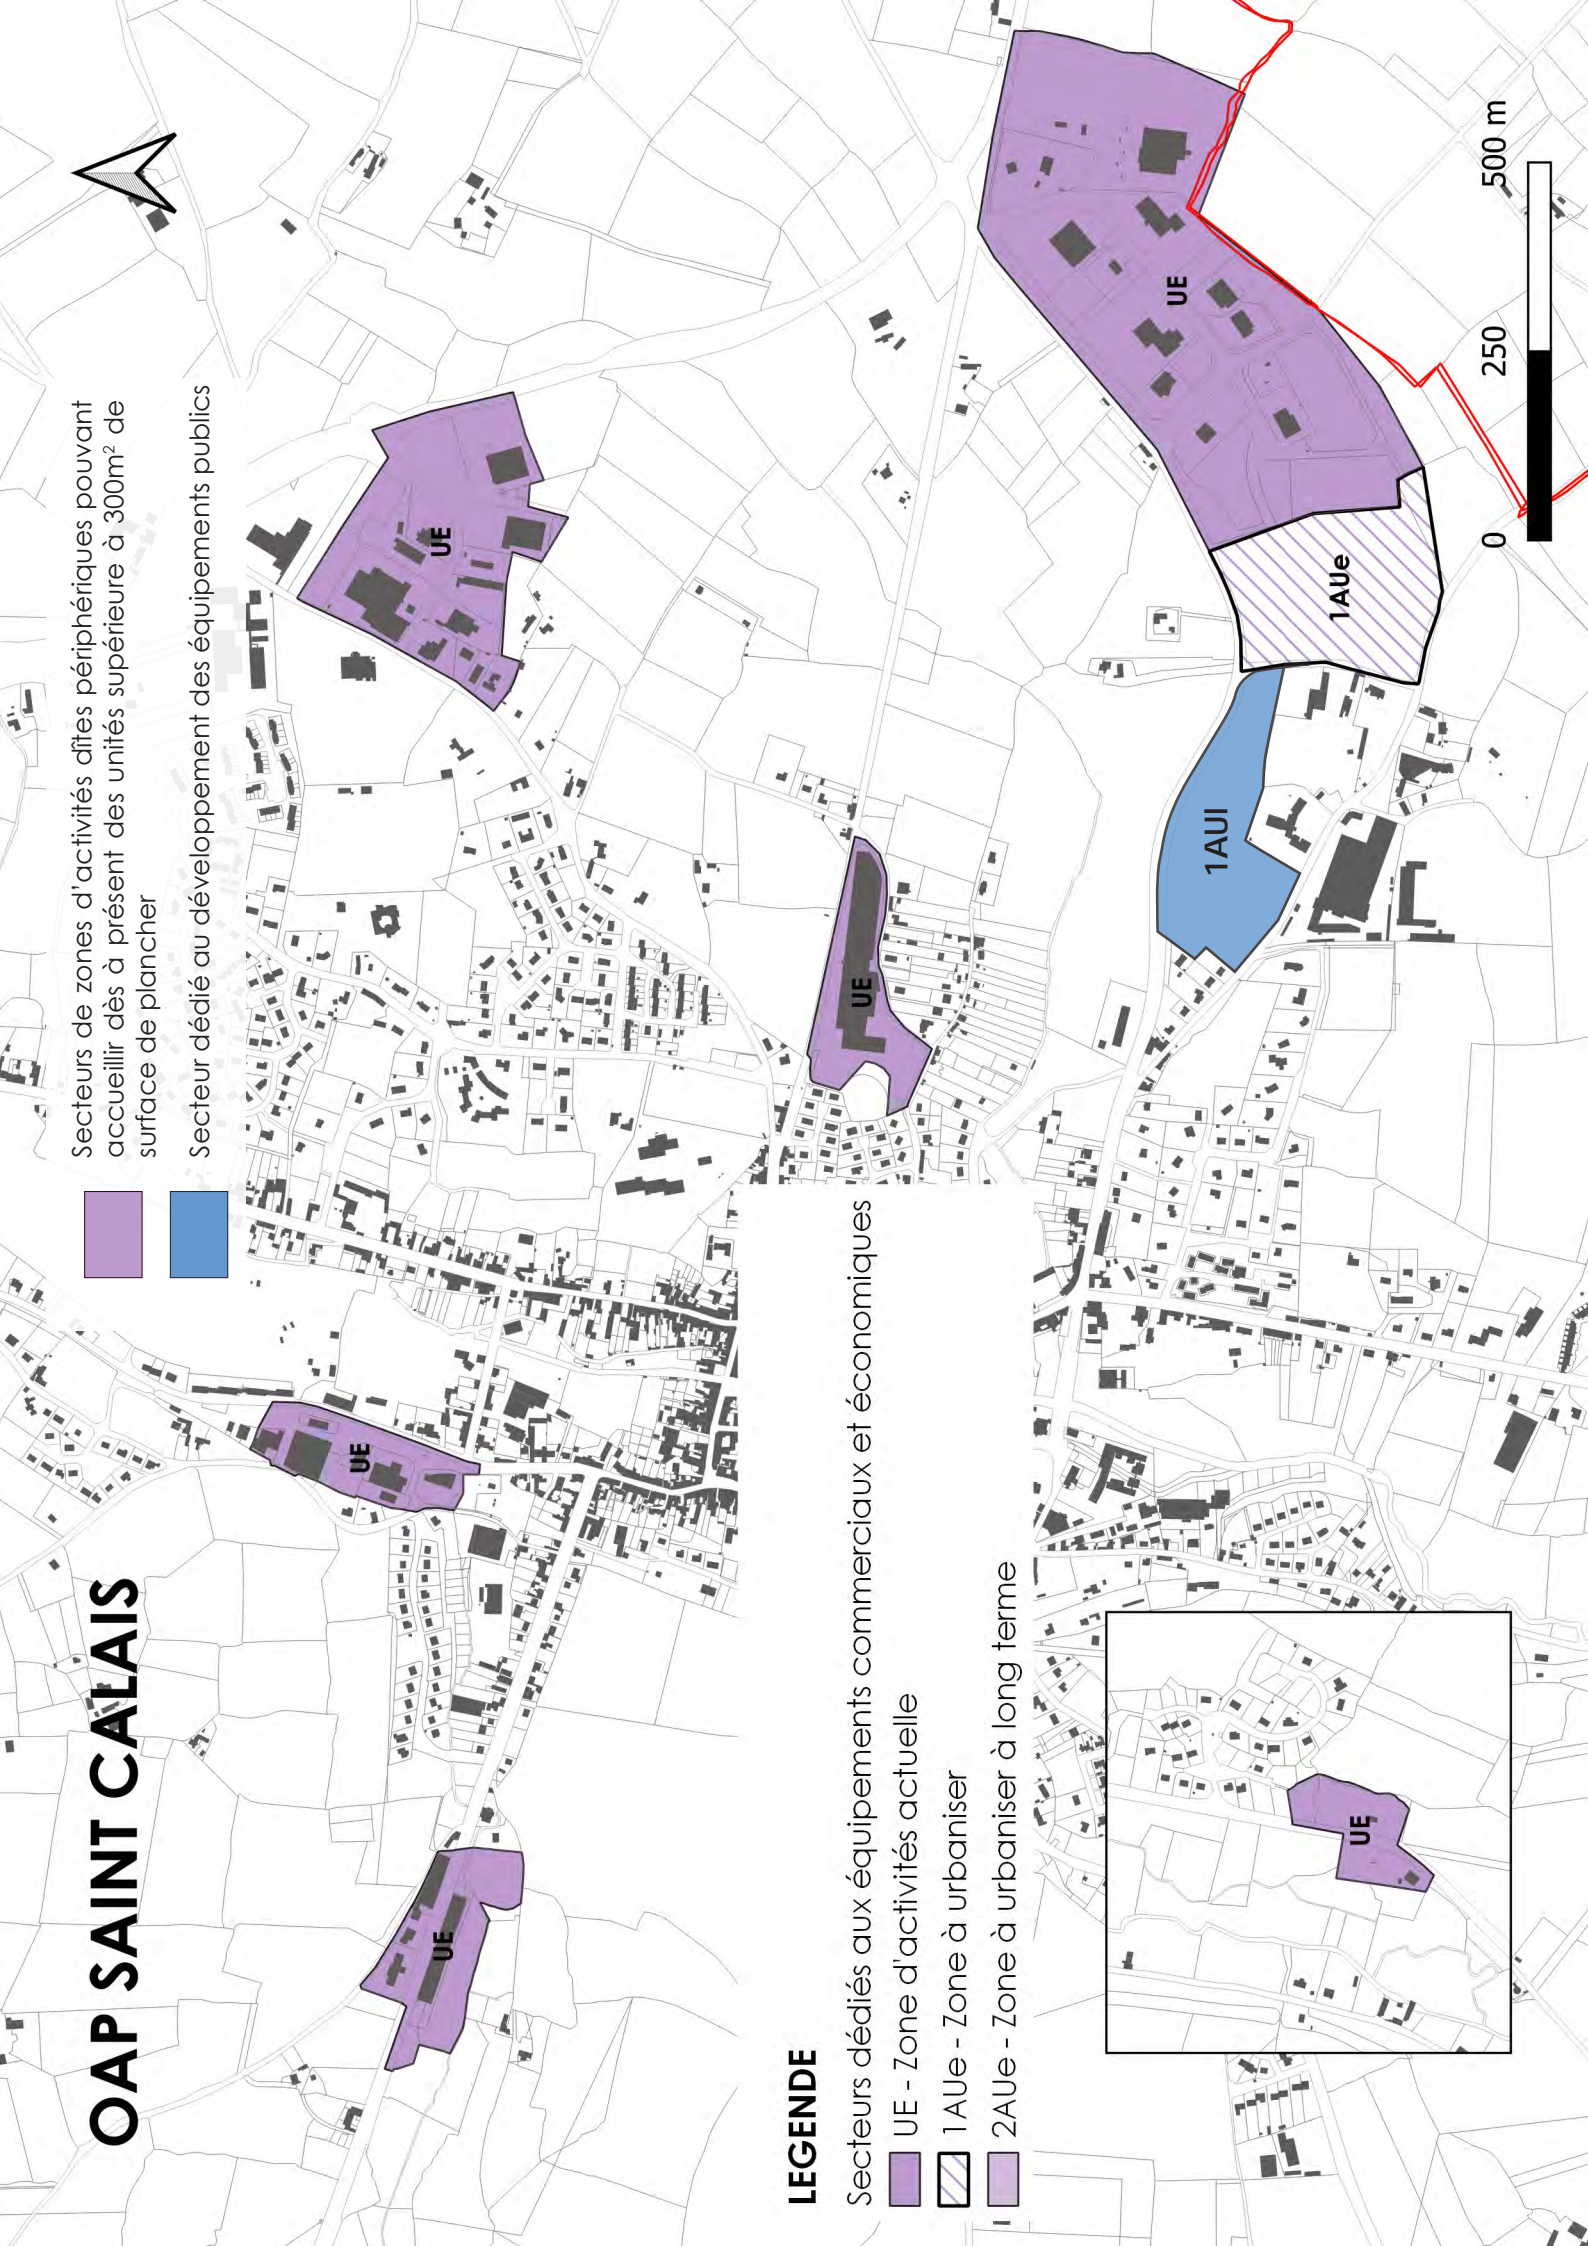 OAP SAINT CALAIS
Secteurs de zones d'activités dîtes périphériques pouvant
accueillir dès à présent des unités supérieure à 300m² de
surface de plancher
Secteur dédié au développement des équipements publics
UE
UE
UE
UE
UE
1AUe
1AUl
UE
LEGENDE
Secteurs dédiés aux équipements commerciaux et économiques
UE - Zone d'activités actuelle
1AUe - Zone à urbaniser
2AUe - Zone à urbaniser à long terme
0 250 500 m